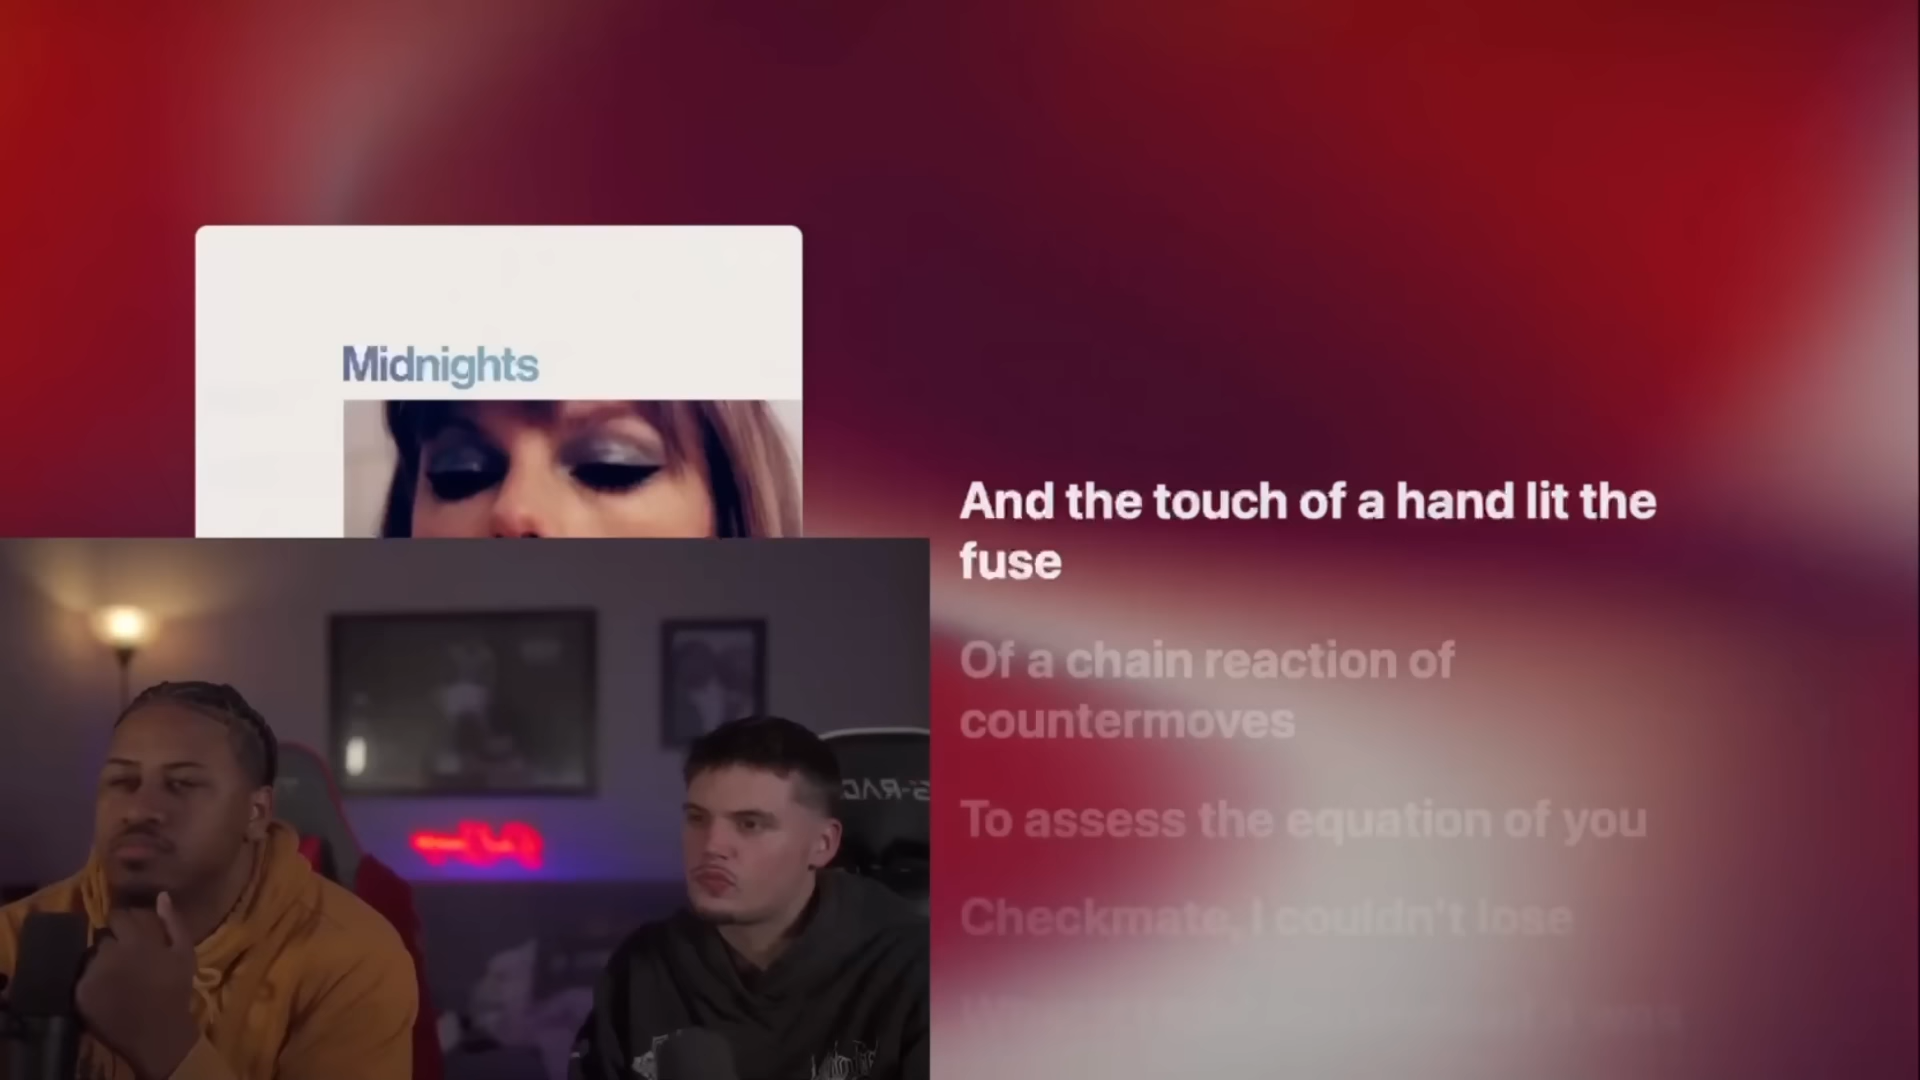 Midnights
And the touch of a hand lit the
fuse
Of a chain reaction of
countermoves
To assess the equation of you
Checkmate, I couldn't lose